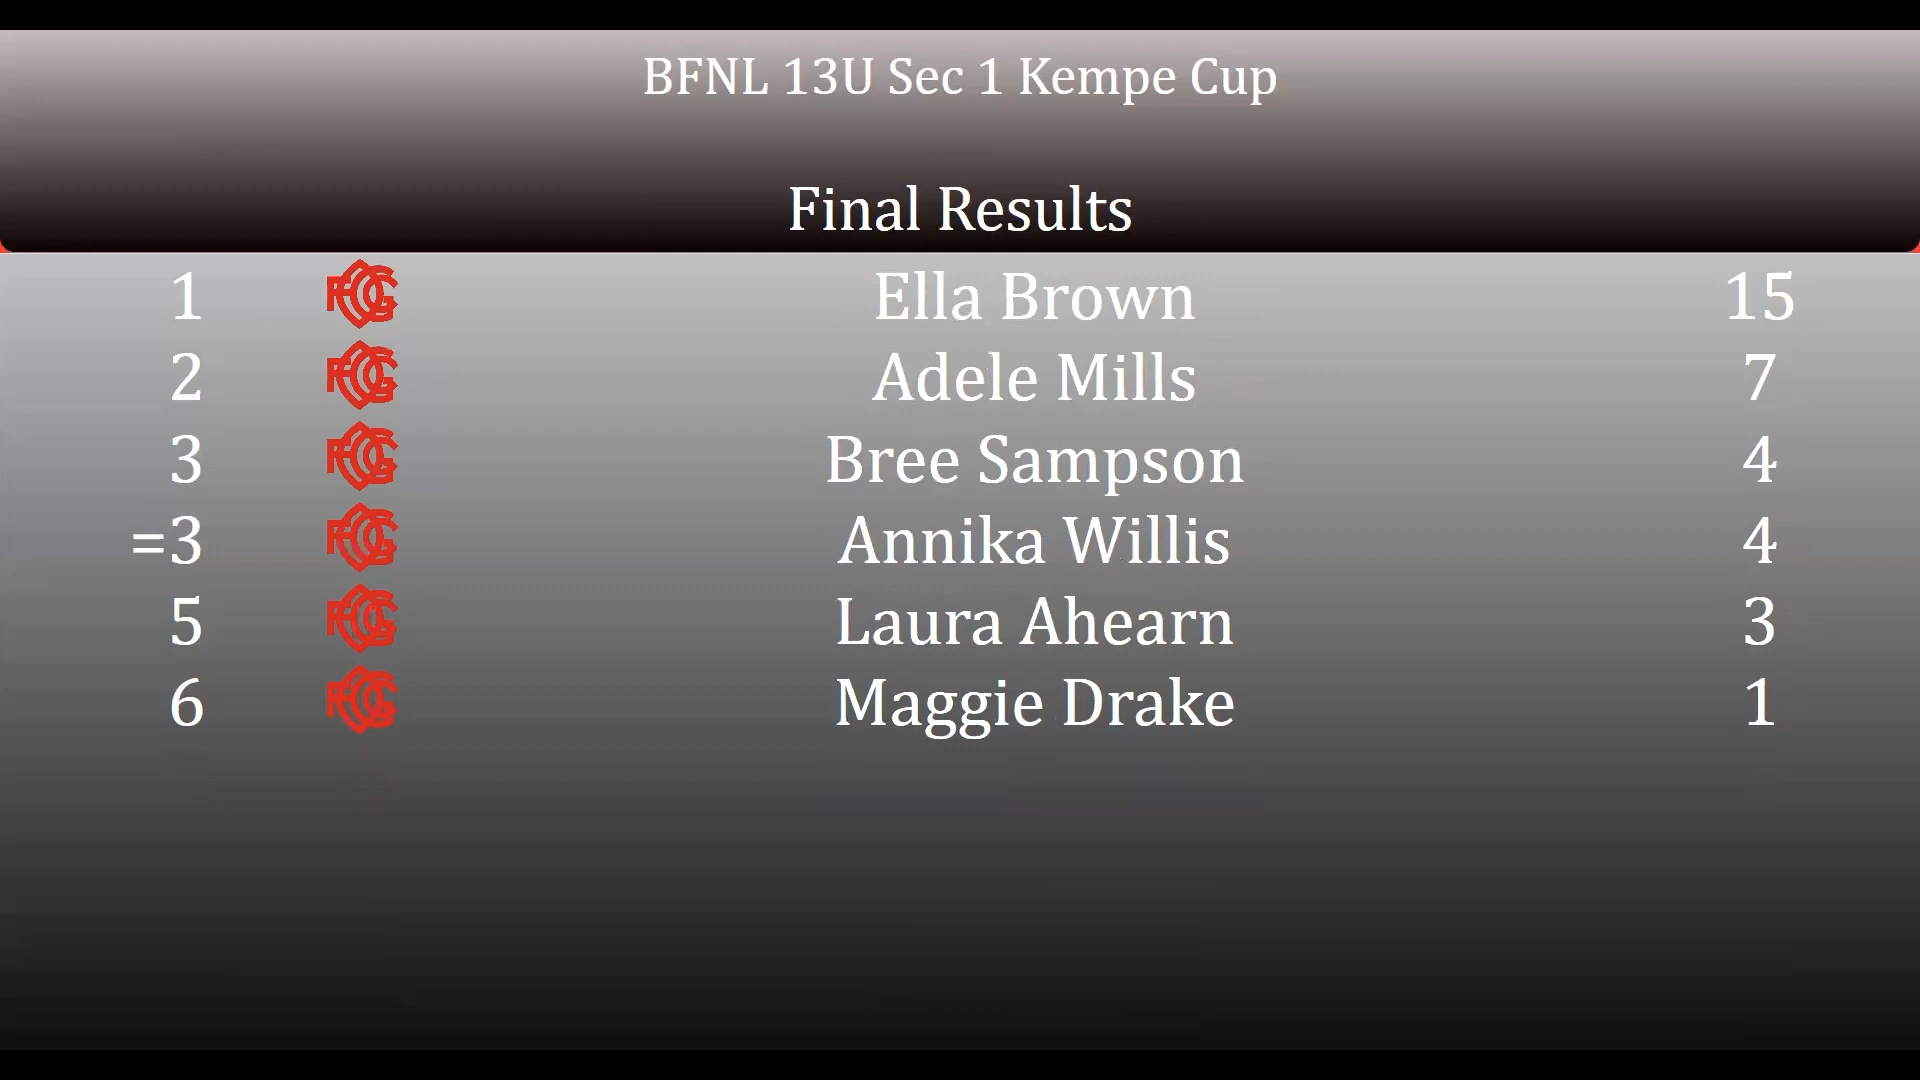 BFNL 13U Sec 1 Kempe Cup
Final Results
1 Ella Brown 15
2 Adele Mills 7
3 Bree Sampson 4
=3 Annika Willis 4
5 Laura Ahearn 3
6 Maggie Drake 1